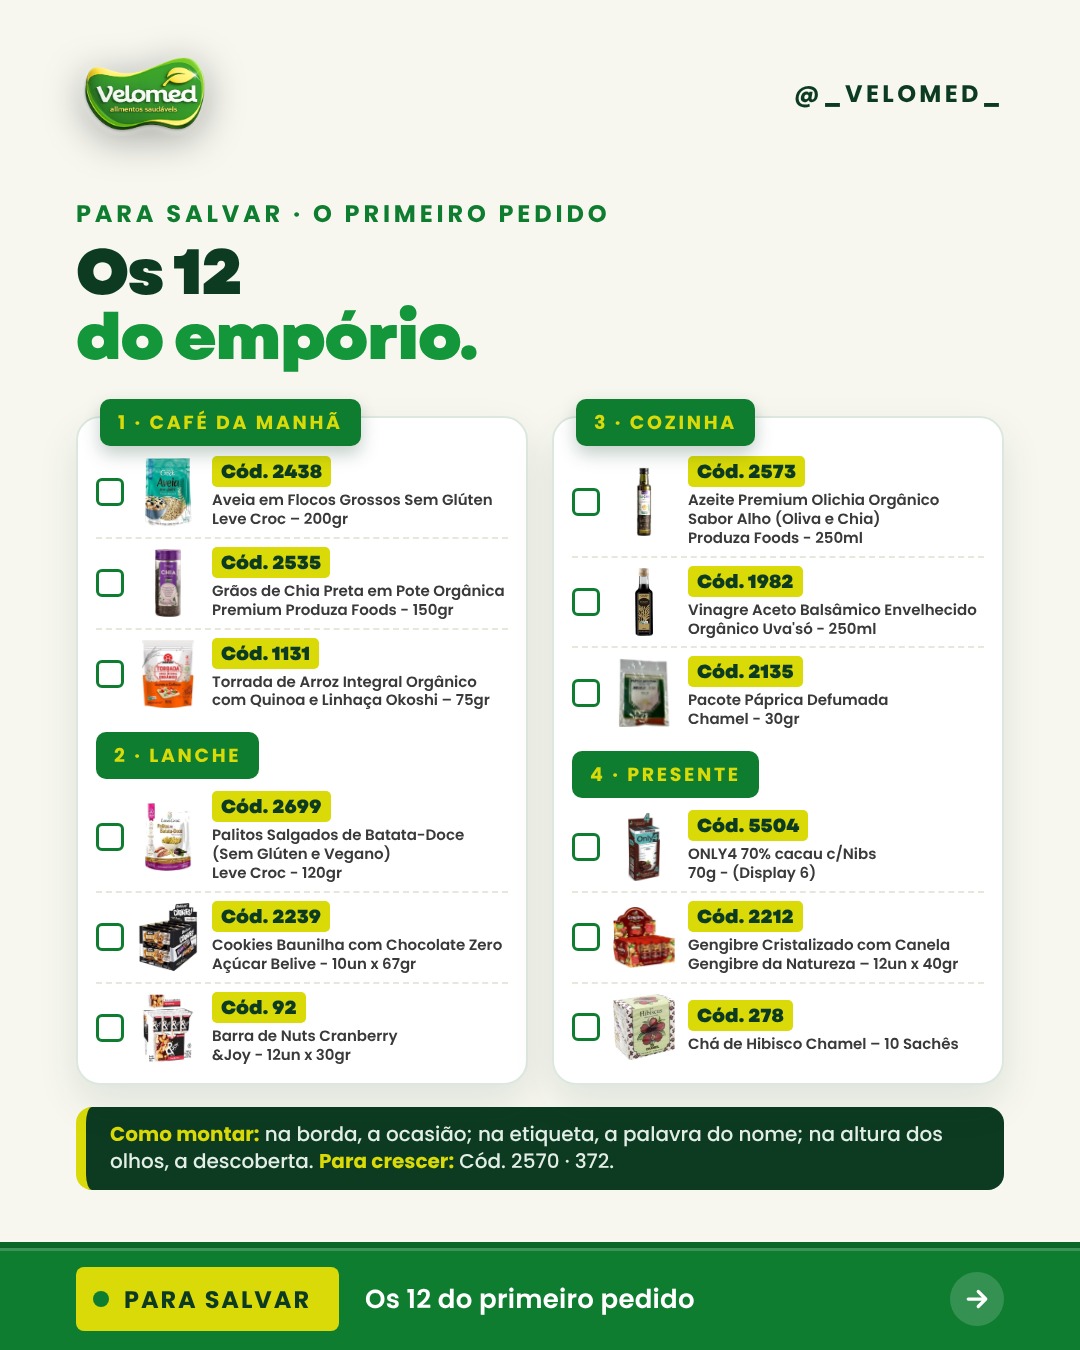 Velomed
alimentos saudáveis
@_VELOMED_
PARA SALVAR · O PRIMEIRO PEDIDO
Os 12
do empório.
1 · CAFÉ DA MANHÃ
Cód. 2438
Aveia em Flocos Grossos Sem Glúten
Leve Croc – 200gr
Cód. 2535
Grãos de Chia Preta em Pote Orgânica
Premium Produza Foods - 150gr
Cód. 1131
Torrada de Arroz Integral Orgânico
com Quinoa e Linhaça Okoshi – 75gr
2 · LANCHE
Cód. 2699
Palitos Salgados de Batata-Doce
(Sem Glúten e Vegano)
Leve Croc - 120gr
Cód. 2239
Cookies Baunilha com Chocolate Zero
Açúcar Belive - 10un x 67gr
Cód. 92
Barra de Nuts Cranberry
&Joy - 12un x 30gr
3 · COZINHA
Cód. 2573
Azeite Premium Olichia Orgânico
Sabor Alho (Oliva e Chia)
Produza Foods - 250ml
Cód. 1982
Vinagre Aceto Balsâmico Envelhecido
Orgânico Uva'só - 250ml
Cód. 2135
Pacote Páprica Defumada
Chamel - 30gr
4 · PRESENTE
Cód. 5504
ONLY4 70% cacau c/Nibs
70g - (Display 6)
Cód. 2212
Gengibre Cristalizado com Canela
Gengibre da Natureza – 12un x 40gr
Cód. 278
Chá de Hibisco Chamel – 10 Sachês
Como montar: na borda, a ocasião; na etiqueta, a palavra do nome; na altura dos
olhos, a descoberta. Para crescer: Cód. 2570 · 372.
PARA SALVAR
Os 12 do primeiro pedido